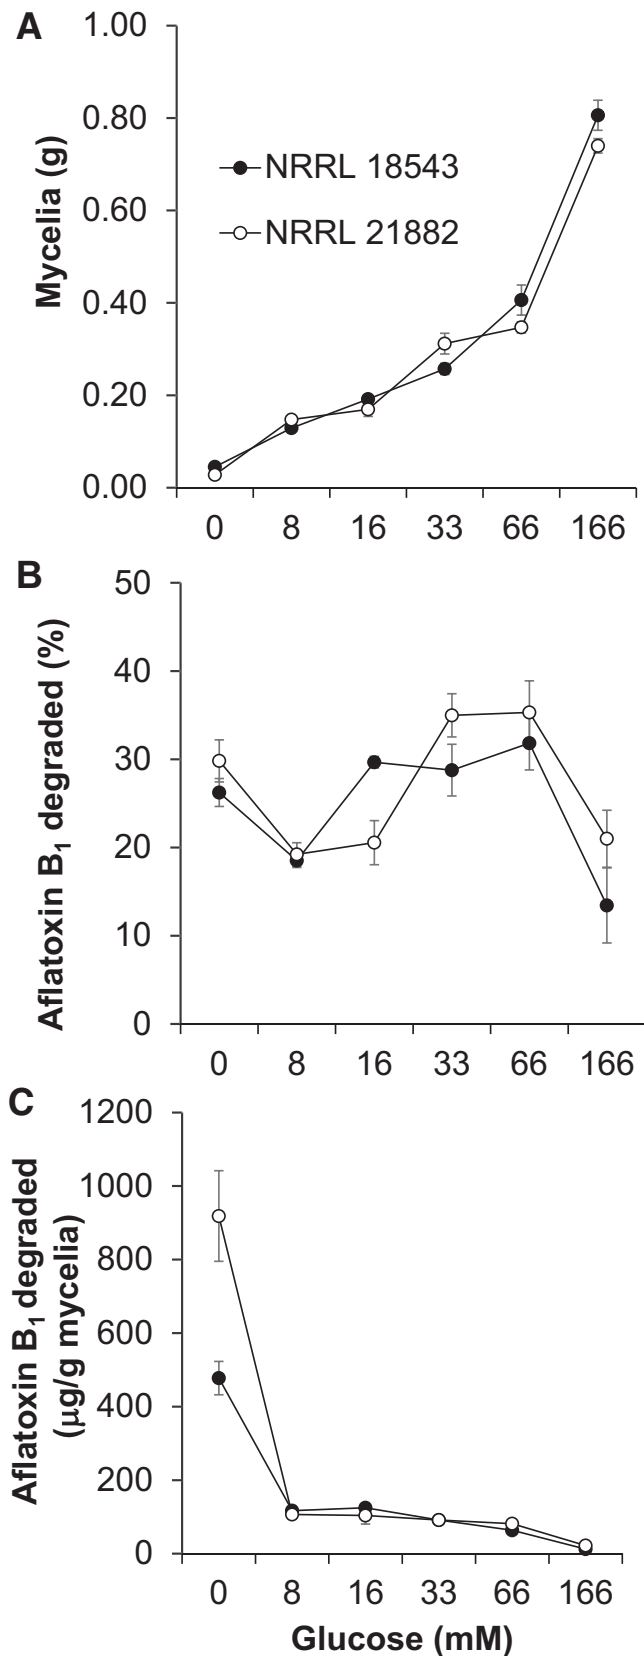 A
Mycelia (g)
1.00
0.80
0.60
0.40
0.20
0.00
NRRL 18543
NRRL 21882
0 8 16 33 66 166
B
Aflatoxin B₁ degraded (%)
50
40
30
20
10
0
0 8 16 33 66 166
C
Aflatoxin B₁ degraded
(μg/g mycelia)
1200
1000
800
600
400
200
0
0 8 16 33 66 166
Glucose (mM)